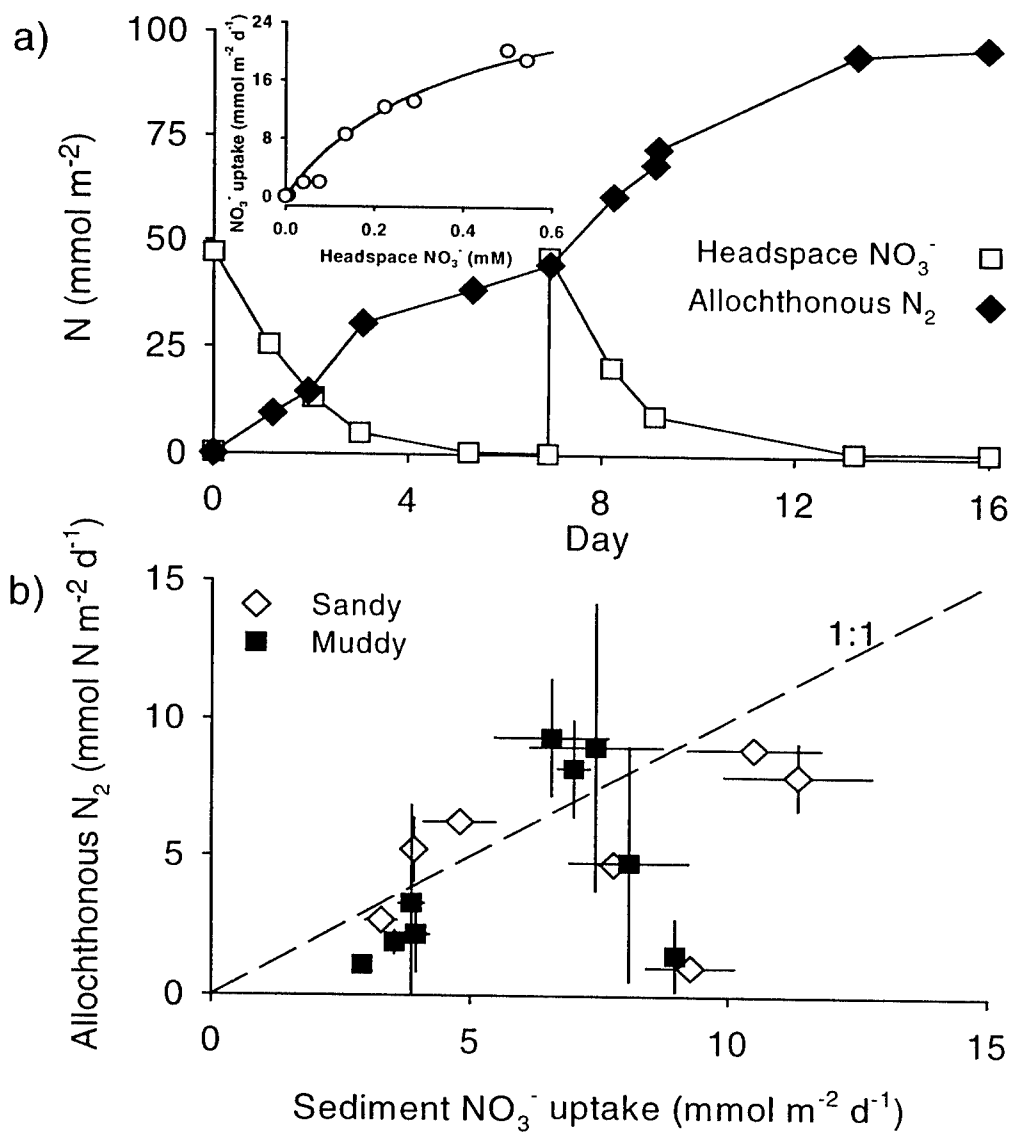 a)
N (mmol m⁻²)
100
75
50
25
0
0 4 8 12 16
Day
NO₃⁻ uptake (mmol m⁻² d⁻¹)
24
16
8
0
0.0 0.2 0.4 0.6
Headspace NO₃⁻ (mM)
Headspace NO₃⁻
Allochthonous N₂
b)
Allochthonous N₂ (mmol N m⁻² d⁻¹)
15
10
5
0
Sandy
Muddy
1:1
0 5 10 15
Sediment NO₃⁻ uptake (mmol m⁻² d⁻¹)